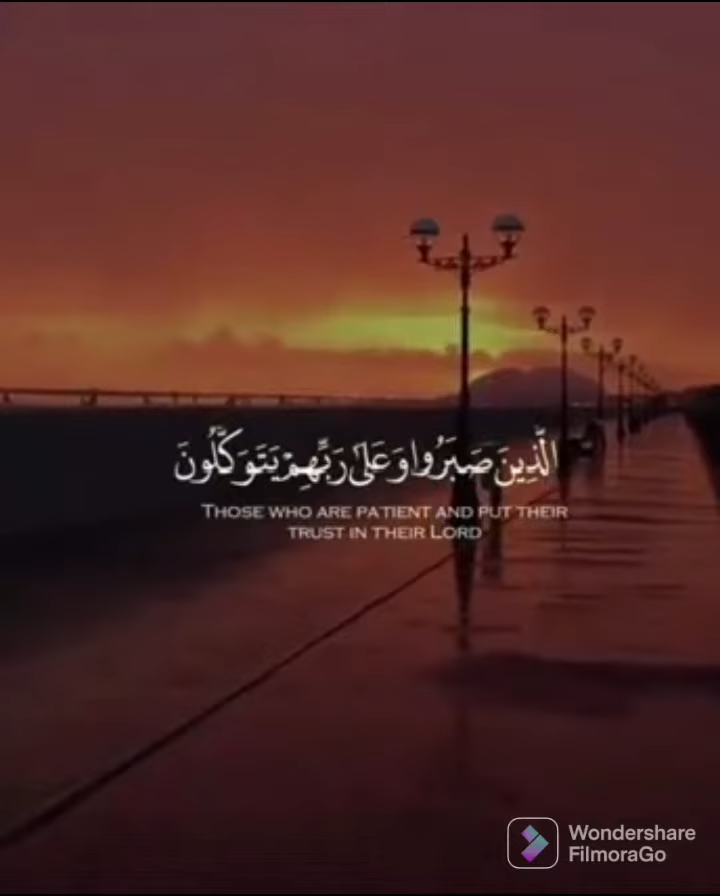 الَّذِينَ صَبَرُوا وَعَلَىٰ رَبِّهِمْ يَتَوَكَّلُونَ
THOSE WHO ARE PATIENT AND PUT THEIR
TRUST IN THEIR LORD
Wondershare
FilmoraGo